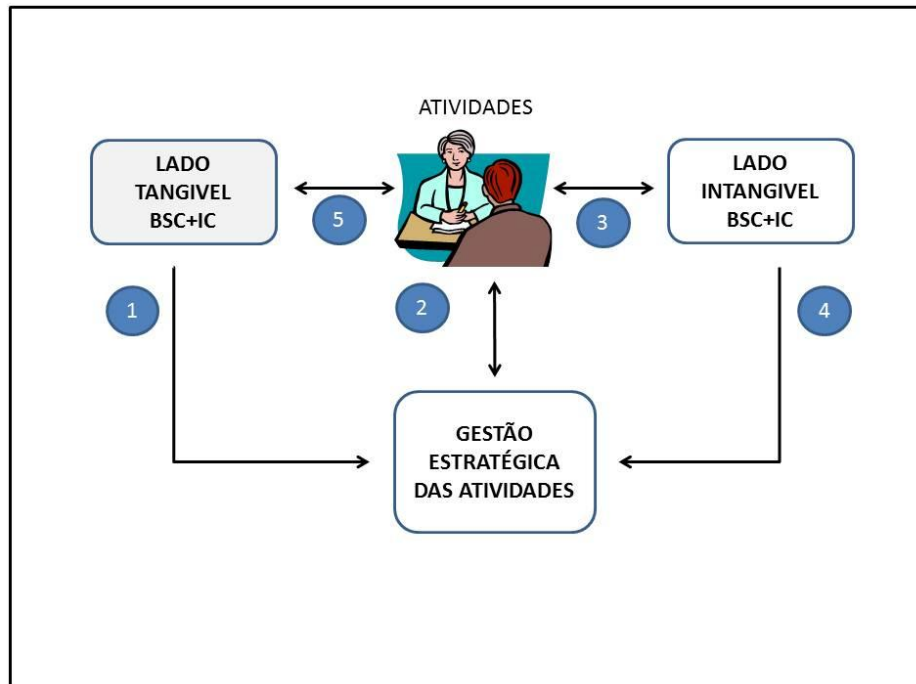 ATIVIDADES
LADO
TANGIVEL
BSC+IC
5
3
LADO
INTANGIVEL
BSC+IC
1
2
4
GESTÃO
ESTRATÉGICA
DAS ATIVIDADES